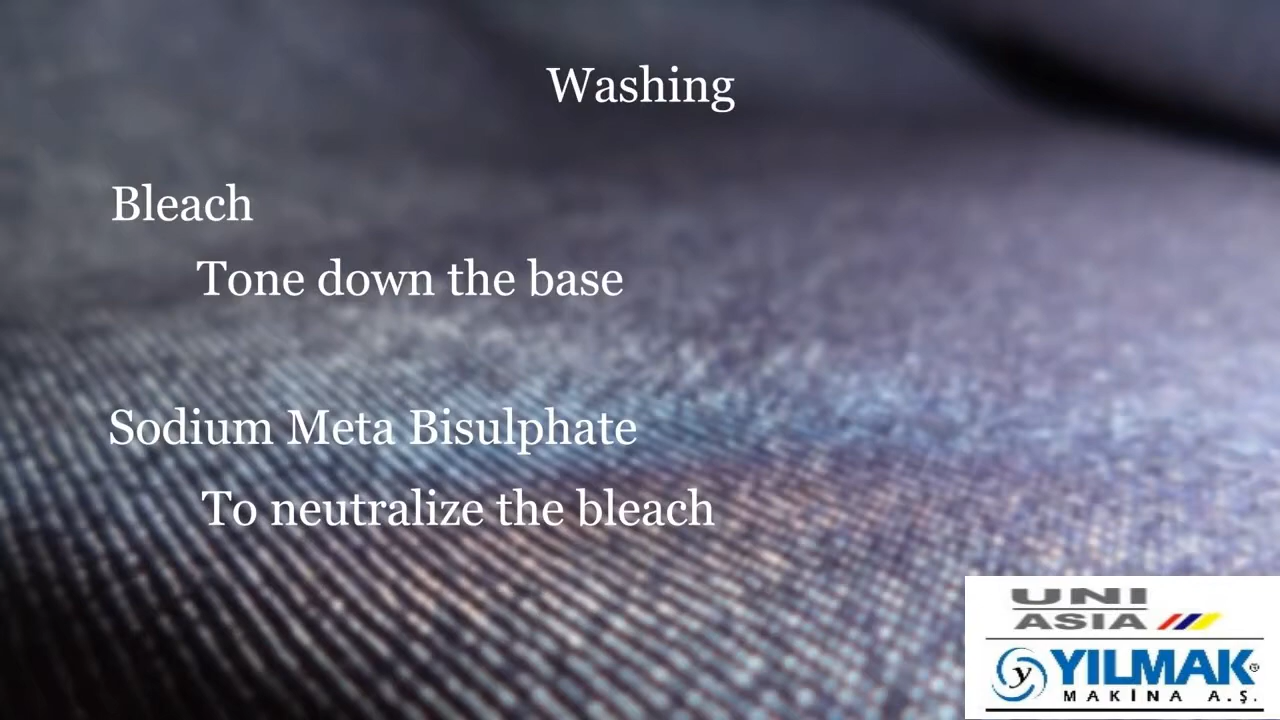 Washing
Bleach
Tone down the base
Sodium Meta Bisulphate
To neutralize the bleach
UNI
ASIA
YILMAK
MAKİNA A.Ş.